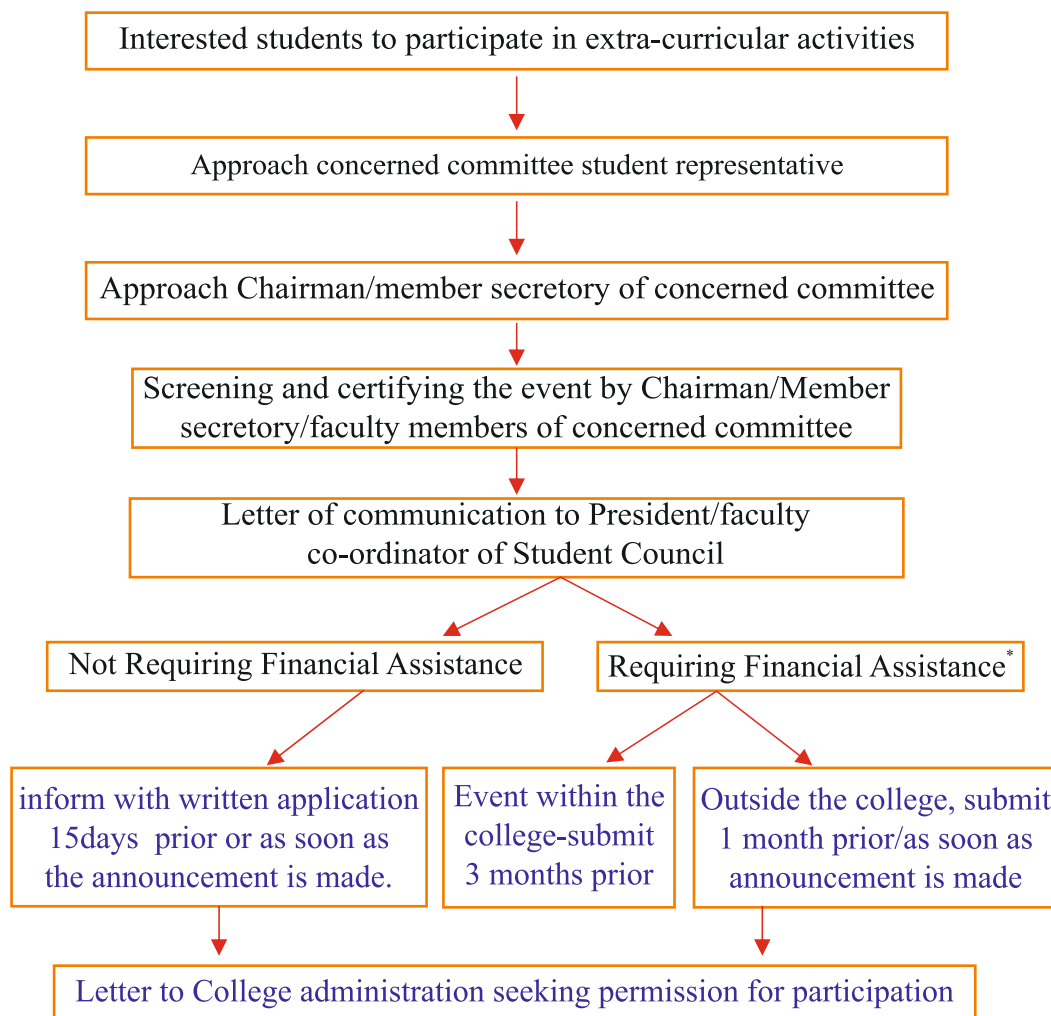 Interested students to participate in extra-curricular activities
Approach concerned committee student representative
Approach Chairman/member secretory of concerned committee
Screening and certifying the event by Chairman/Member
secretory/faculty members of concerned committee
Letter of communication to President/faculty
co-ordinator of Student Council
Not Requiring Financial Assistance
Requiring Financial Assistance*
inform with written application
15days prior or as soon as
the announcement is made.
Event within the
college-submit
3 months prior
Outside the college, submit
1 month prior/as soon as
announcement is made
Letter to College administration seeking permission for participation